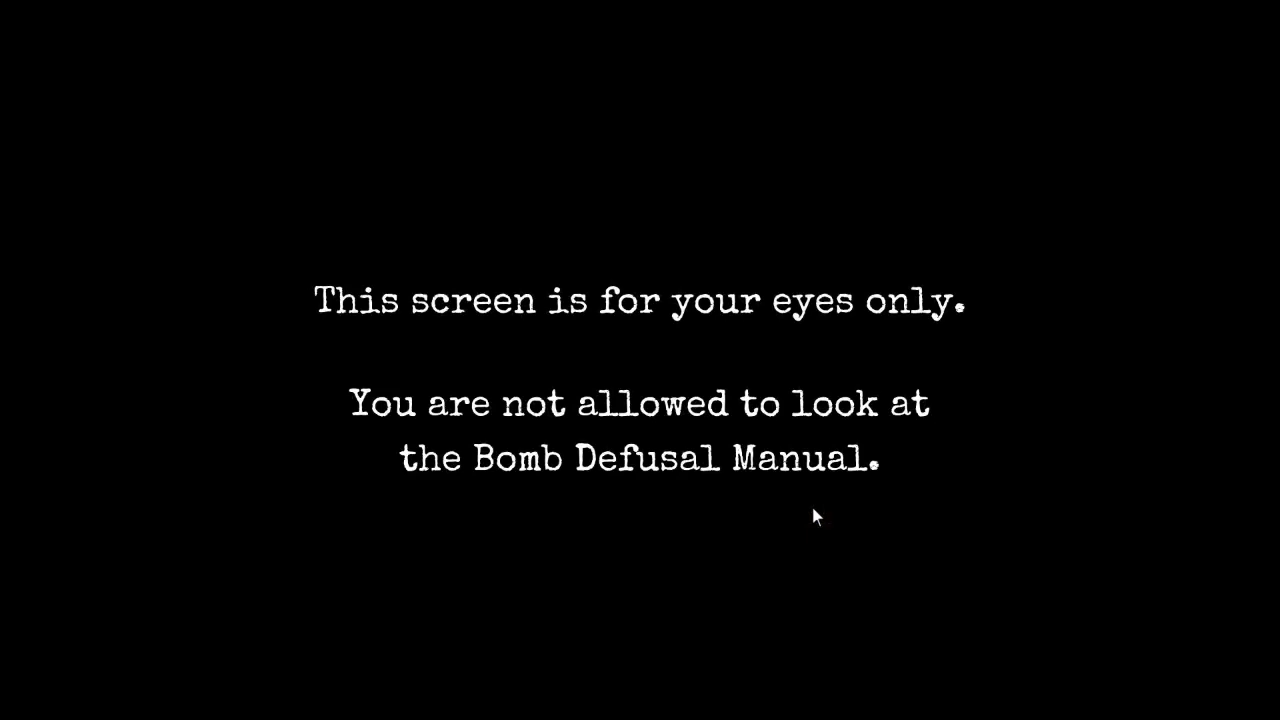 This screen is for your eyes only.
You are not allowed to look at
the Bomb Defusal Manual.